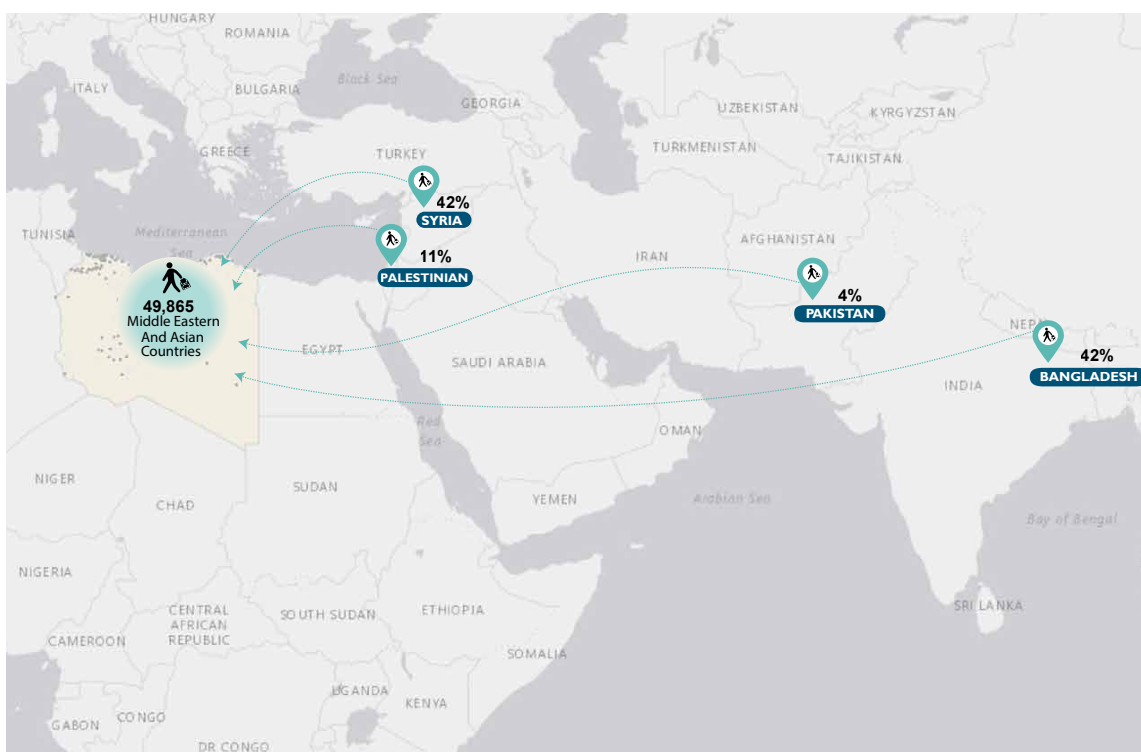 HUNGARY
ROMANIA
ITALY
BULGARIA
Black Sea
GEORGIA
UZBEKISTAN
KYRGYZSTAN
GREECE
TURKEY
TURKMENISTAN
TAJIKISTAN
42%
SYRIA
TUNISIA
Mediterranean
Sea
11%
PALESTINIAN
IRAN
AFGHANISTAN
4%
PAKISTAN
49,865
Middle Eastern
And Asian
Countries
EGYPT
SAUDI ARABIA
42%
BANGLADESH
INDIA
Red
Sea
OMAN
NIGER
CHAD
SUDAN
YEMEN
Arabian Sea
Bay of Bengal
NIGERIA
CENTRAL
AFRICAN
REPUBLIC
SOUTH SUDAN
ETHIOPIA
SRI LANKA
CAMEROON
SOMALIA
UGANDA
KENYA
GABON
CONGO
DR CONGO